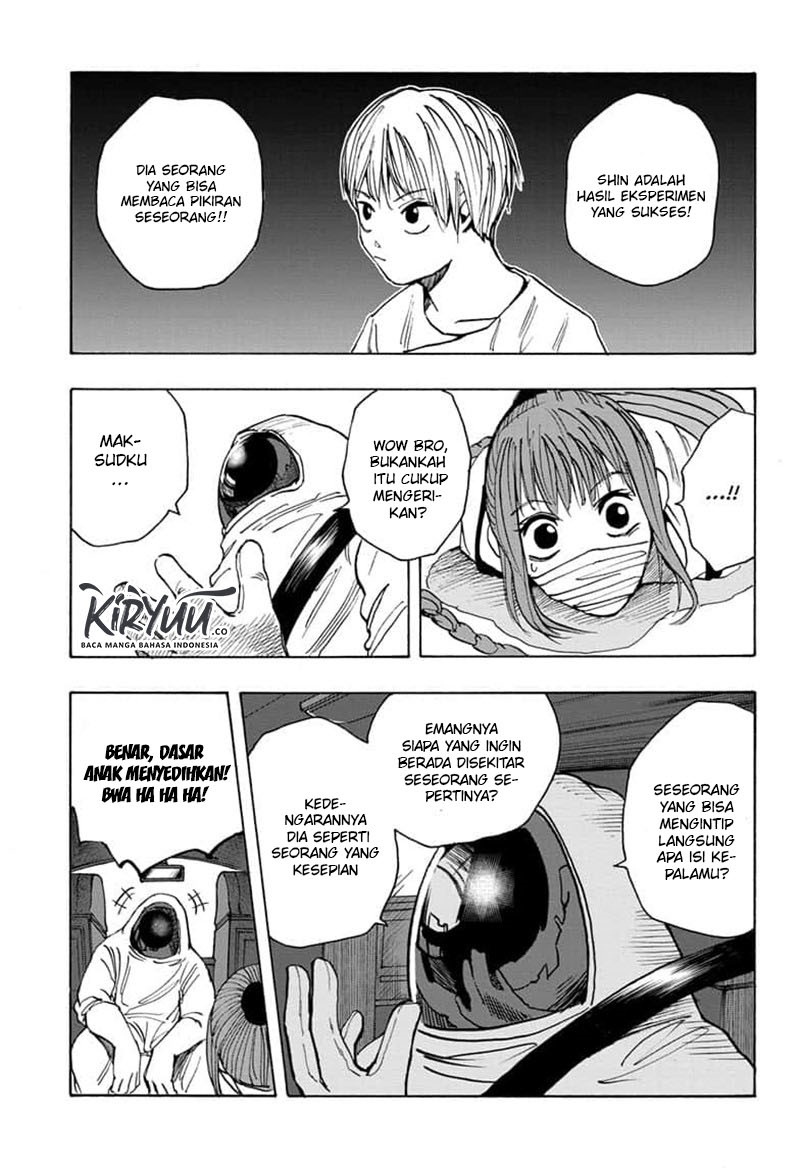 SHIN ADALAH
HASIL EKSPERIMEN
YANG SUKSES!
DIA SEORANG
YANG BISA
MEMBACA PIKIRAN
SESEORANG!!
...!!
WOW BRO,
BUKANKAH
ITU CUKUP
MENGERI-
KAN?
MAK-
SUDKU
...
KIRYUU.CO
BACA MANGA BAHASA INDONESIA
SESEORANG
YANG BISA
MENGINTIP
LANGSUNG
APA ISI KE-
PALAMU?
EMANGNYA
SIAPA YANG INGIN
BERADA DISEKITAR
SESEORANG SE-
PERTINYA?
KEDE-
NGARANNYA
DIA SEPERTI
SEORANG YANG
KESEPIAN
BENAR, DASAR
ANAK MENYEDIHKAN!
BWA HA HA HA!